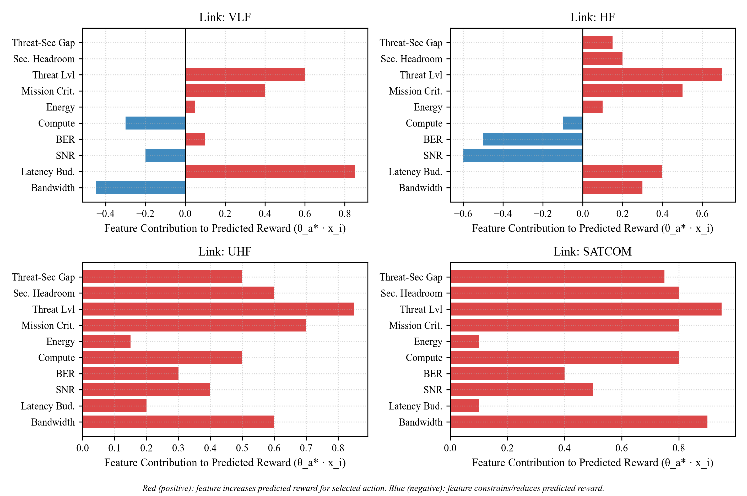 Link: VLF
Threat-Sec Gap
Sec. Headroom
Threat Lvl
Mission Crit.
Energy
Compute
BER
SNR
Latency Bud.
Bandwidth
−0.4 −0.2 0.0 0.2 0.4 0.6 0.8
Feature Contribution to Predicted Reward (θ_a* · x_i)
Link: HF
Threat-Sec Gap
Sec. Headroom
Threat Lvl
Mission Crit.
Energy
Compute
BER
SNR
Latency Bud.
Bandwidth
−0.6 −0.4 −0.2 0.0 0.2 0.4 0.6
Feature Contribution to Predicted Reward (θ_a* · x_i)
Link: UHF
Threat-Sec Gap
Sec. Headroom
Threat Lvl
Mission Crit.
Energy
Compute
BER
SNR
Latency Bud.
Bandwidth
0.0 0.1 0.2 0.3 0.4 0.5 0.6 0.7 0.8
Feature Contribution to Predicted Reward (θ_a* · x_i)
Link: SATCOM
Threat-Sec Gap
Sec. Headroom
Threat Lvl
Mission Crit.
Energy
Compute
BER
SNR
Latency Bud.
Bandwidth
0.0 0.2 0.4 0.6 0.8
Feature Contribution to Predicted Reward (θ_a* · x_i)
Red (positive): feature increases predicted reward for selected action. Blue (negative): feature constrains/reduces predicted reward.